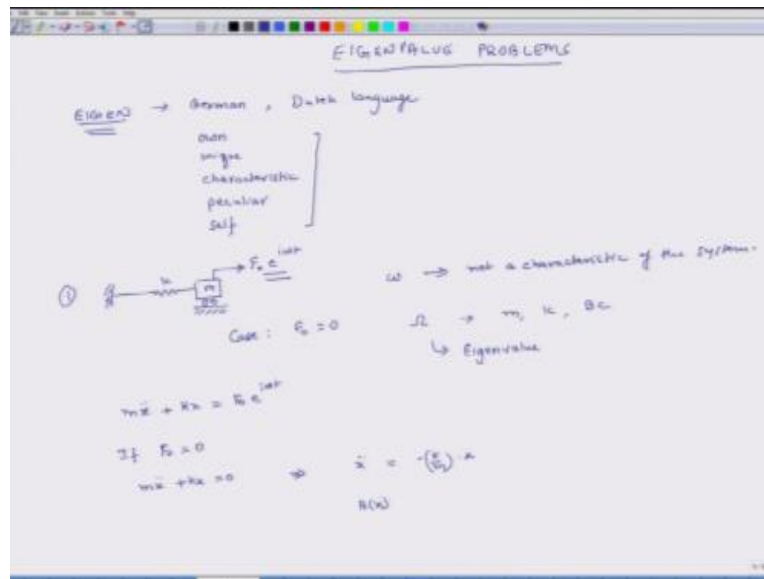 EIGENVALUE PROBLEMS
EIGEN → German, Dutch language
own
unique
characteristic
peculiar
self
① k m F₀ e^{iωt}
ω → not a characteristic of the system.
Case : F₀ = 0 Ω → m, k, BC
↳ Eigenvalue
mẍ + kx = F₀ e^{iωt}
If F₀ = 0
mẍ + kx = 0 ⇒ ẍ = -(k/m)·x
A(x)